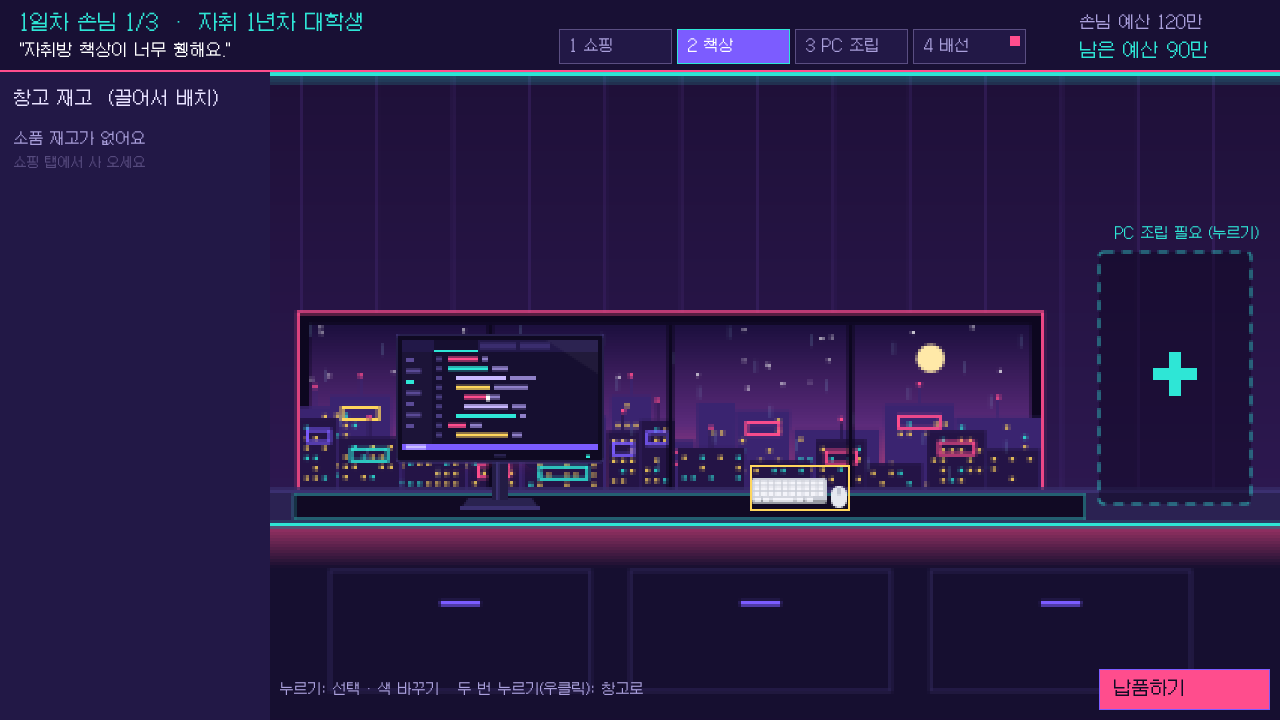 1일차 손님 1/3 · 자취 1년차 대학생
"자취방 책상이 너무 휑해요."
1 쇼핑
2 책상
3 PC 조립
4 배선
손님 예산 120만
남은 예산 90만
창고 재고 (끌어서 배치)
소품 재고가 없어요
쇼핑 탭에서 사 오세요
PC 조립 필요 (누르기)
누르기: 선택 · 색 바꾸기 두 번 누르기(우클릭): 창고로
납품하기